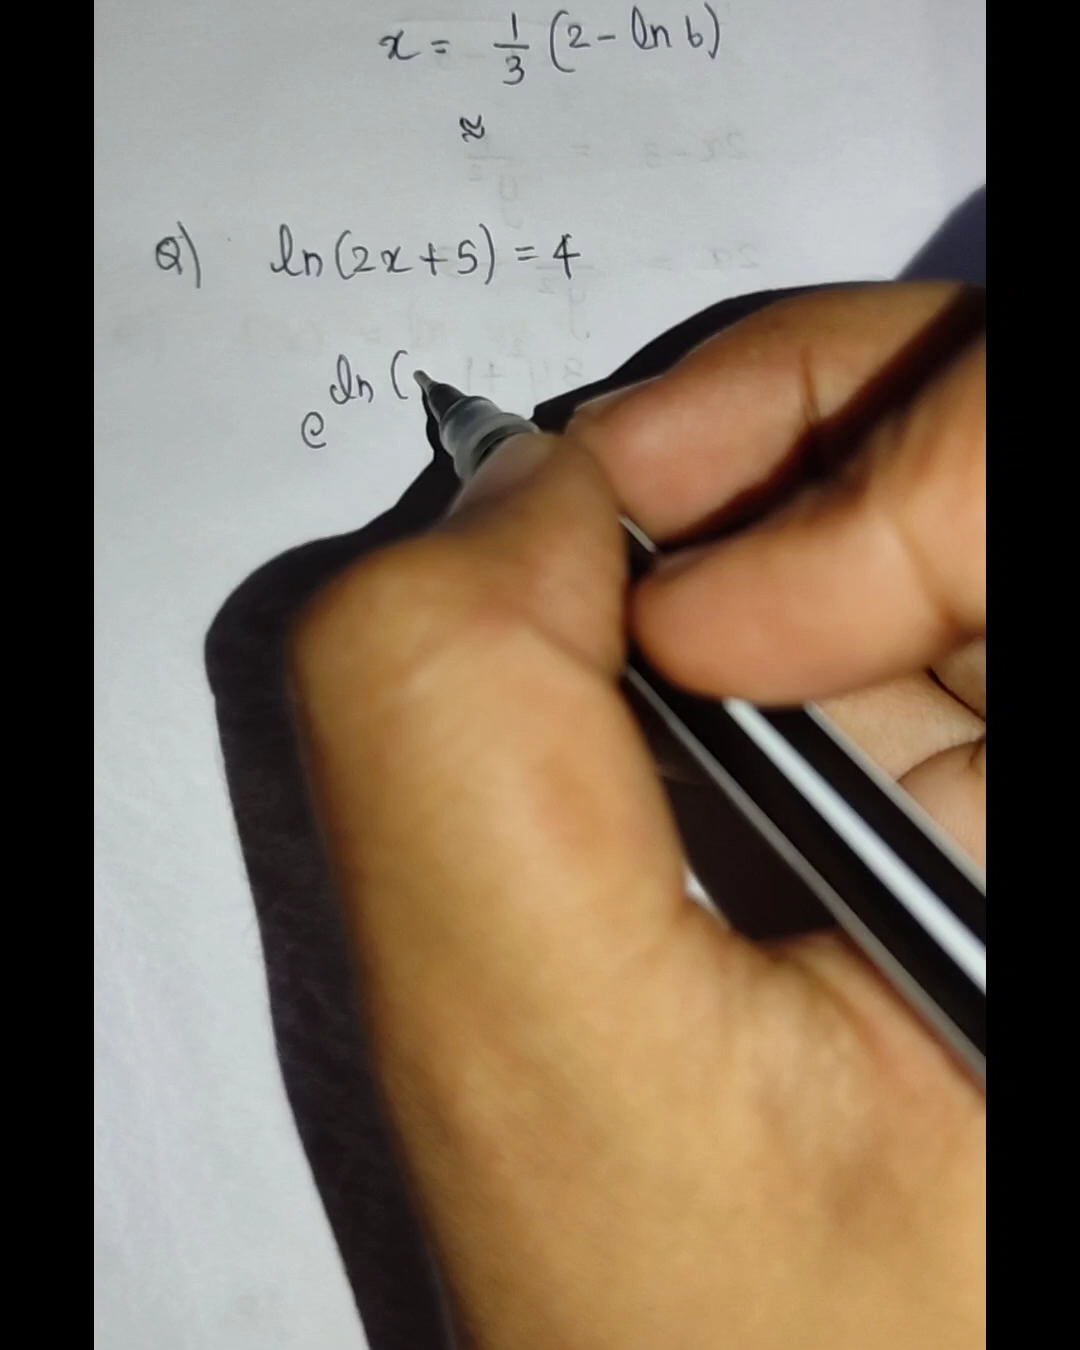 x = 1/3 (2 - ln 6)
≈
Q) ln(2x+5) = 4
e^ln (